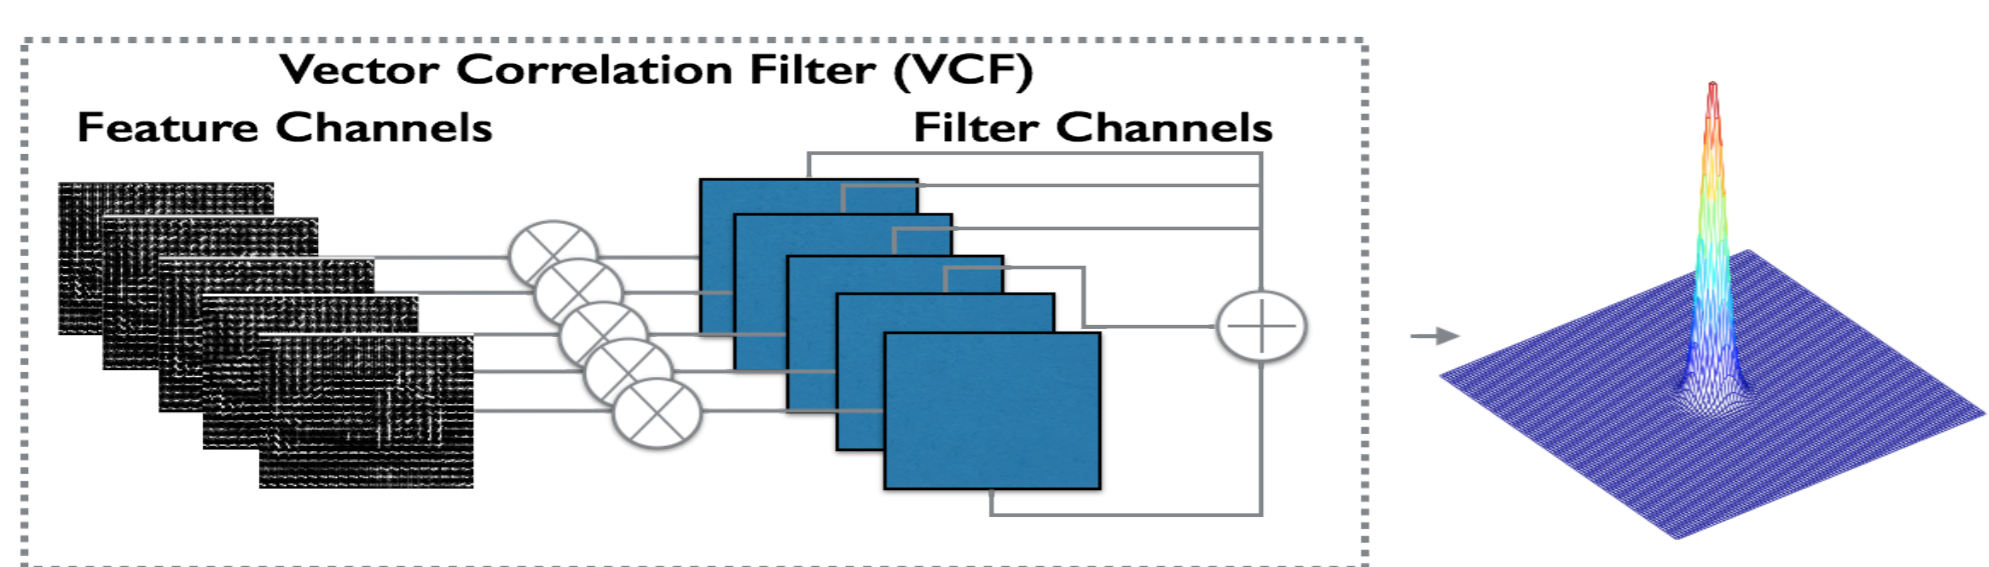 Vector Correlation Filter (VCF)
Feature Channels
Filter Channels